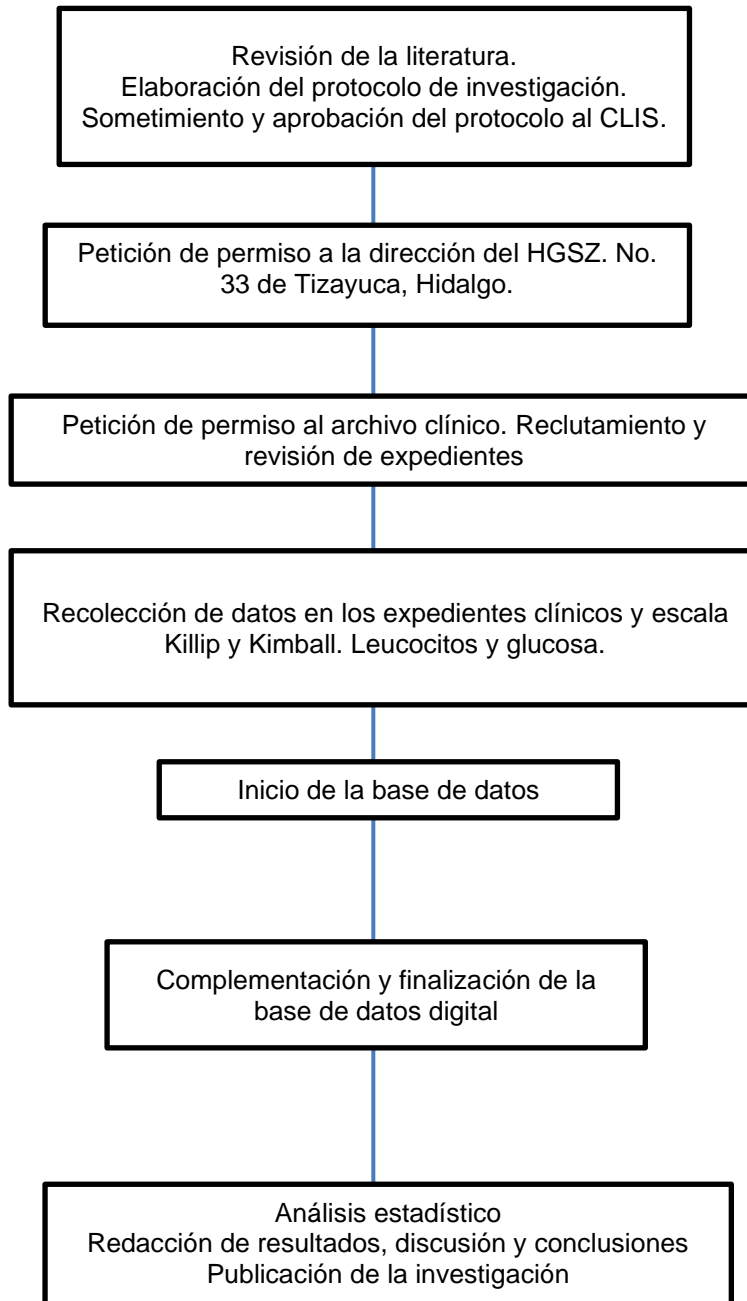 Revisión de la literatura.
Elaboración del protocolo de investigación.
Sometimiento y aprobación del protocolo al CLIS.
Petición de permiso a la dirección del HGSZ. No.
33 de Tizayuca, Hidalgo.
Petición de permiso al archivo clínico. Reclutamiento y
revisión de expedientes
Recolección de datos en los expedientes clínicos y escala
Killip y Kimball. Leucocitos y glucosa.
Inicio de la base de datos
Complementación y finalización de la
base de datos digital
Análisis estadístico
Redacción de resultados, discusión y conclusiones
Publicación de la investigación